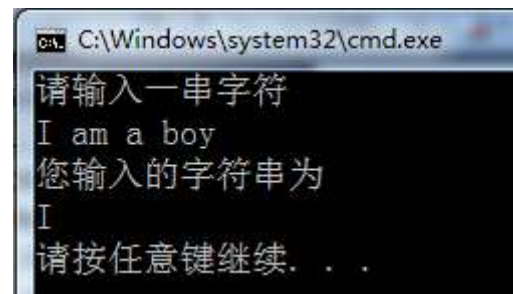 C:\Windows\system32\cmd.exe
请输入一串字符
I am a boy
您输入的字符串为
I
请按任意键继续. . .